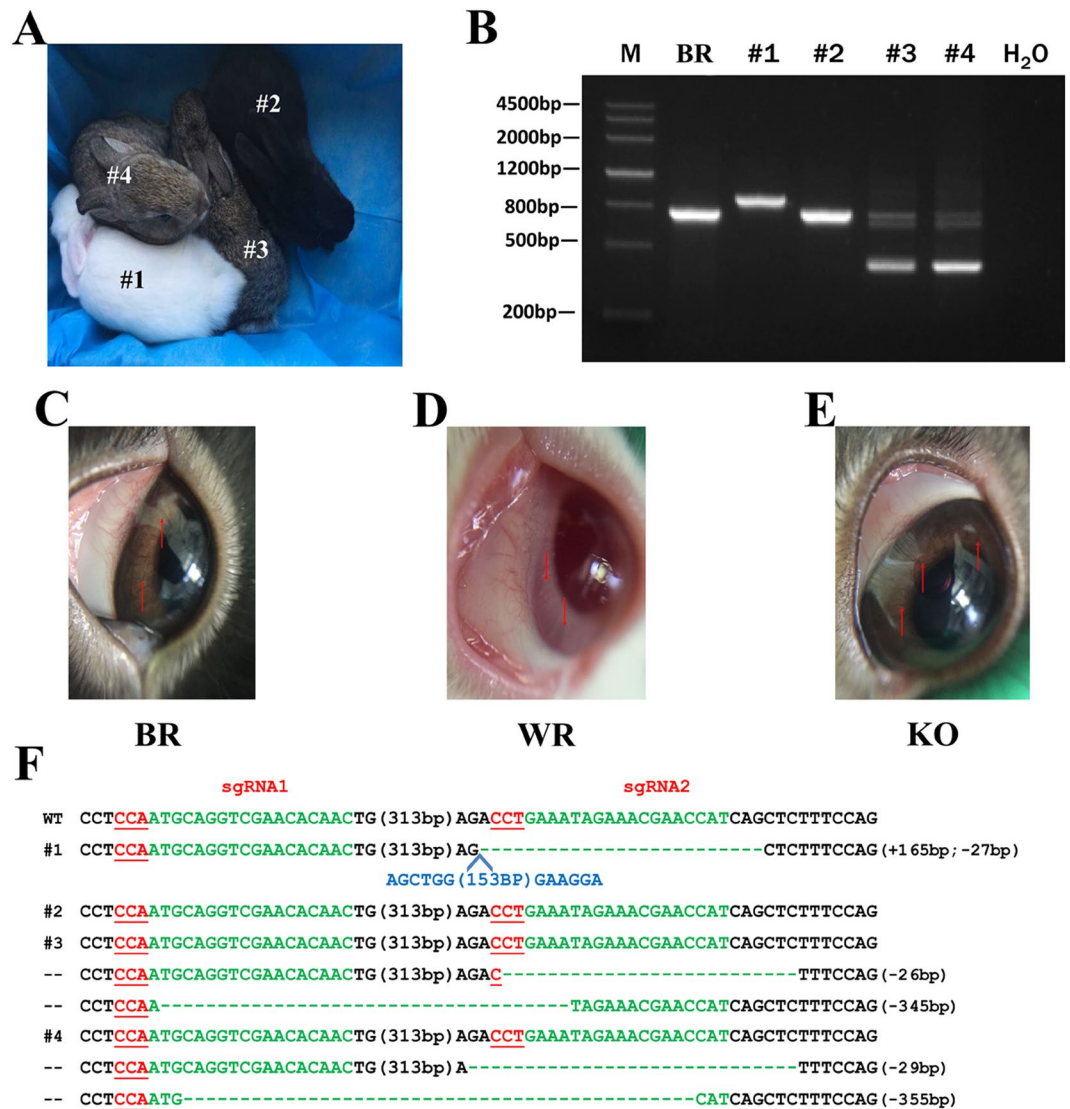 A
#1
#2
#3
#4
B
M BR #1 #2 #3 #4 H₂O
4500bp
2000bp
1200bp
800bp
500bp
200bp
C
D
E
BR
WR
KO
F
sgRNA1 sgRNA2
WT CCTCCAATGCAGGTCGAACACAACTG(313bp)AGACCTGAAATAGAAACGAACCATCAGCTCTTTCCAG
#1 CCTCCAATGCAGGTCGAACACAACTG(313bp)AG-------------------------CTCTTTCCAG(+165bp;-27bp)
AGCTGG(153BP)GAAGGA
#2 CCTCCAATGCAGGTCGAACACAACTG(313bp)AGACCTGAAATAGAAACGAACCATCAGCTCTTTCCAG
#3 CCTCCAATGCAGGTCGAACACAACTG(313bp)AGACCTGAAATAGAAACGAACCATCAGCTCTTTCCAG
-- CCTCCAATGCAGGTCGAACACAACTG(313bp)AGAC--------------------------TTTCCAG(-26bp)
-- CCTCCAA------------------------------------TAGAAACGAACCATCAGCTCTTTCCAG(-345bp)
#4 CCTCCAATGCAGGTCGAACACAACTG(313bp)AGACCTGAAATAGAAACGAACCATCAGCTCTTTCCAG
-- CCTCCAATGCAGGTCGAACACAACTG(313bp)A-----------------------------TTTCCAG(-29bp)
-- CCTCCAATG---------------------------------------------CATCAGCTCTTTCCAG(-355bp)